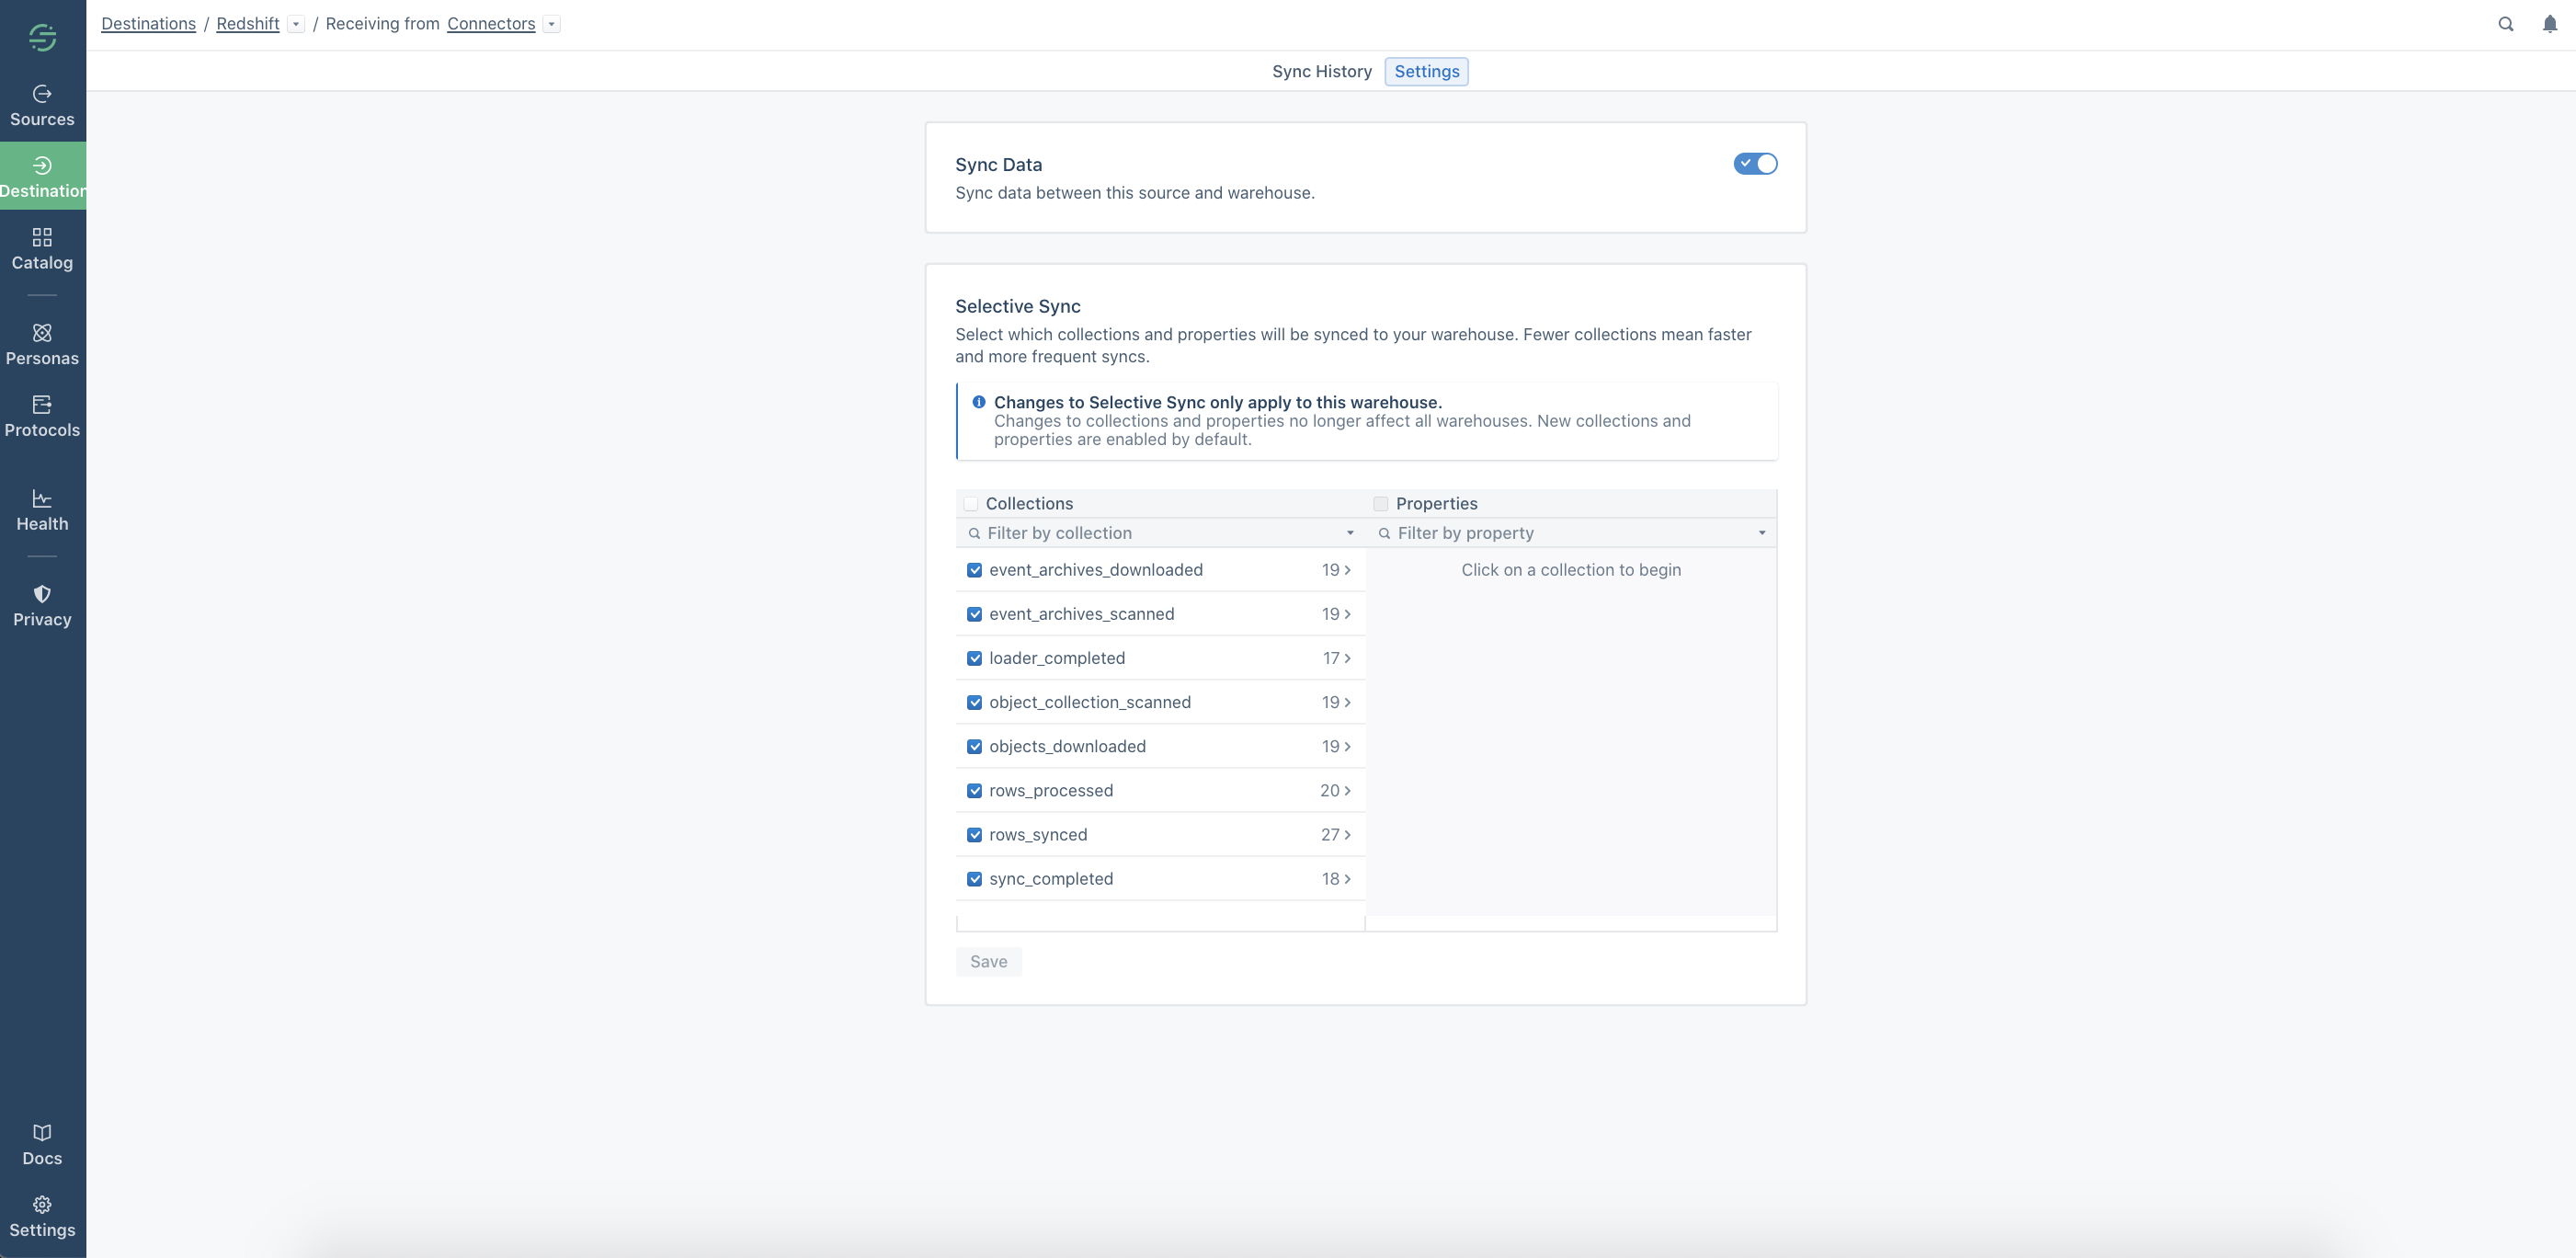 Destinations / Redshift / Receiving from Connectors
Sync History Settings
Sources
Destination
Catalog
Personas
Protocols
Health
Privacy
Docs
Settings
Sync Data
Sync data between this source and warehouse.
Selective Sync
Select which collections and properties will be synced to your warehouse. Fewer collections mean faster
and more frequent syncs.
Changes to Selective Sync only apply to this warehouse.
Changes to collections and properties no longer affect all warehouses. New collections and
properties are enabled by default.
Collections Properties
Filter by collection Filter by property
event_archives_downloaded 19 Click on a collection to begin
event_archives_scanned 19
loader_completed 17
object_collection_scanned 19
objects_downloaded 19
rows_processed 20
rows_synced 27
sync_completed 18
Save